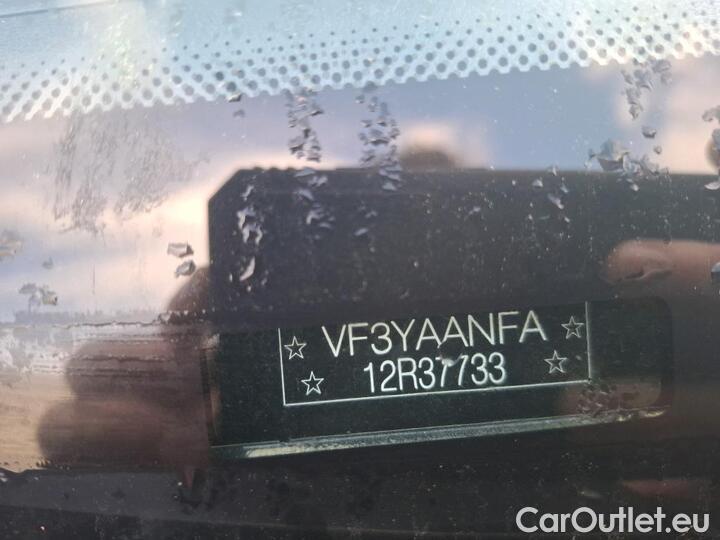 ☆ VF3YAANFA ☆
☆ 12R37733 ☆
CarOutlet.eu